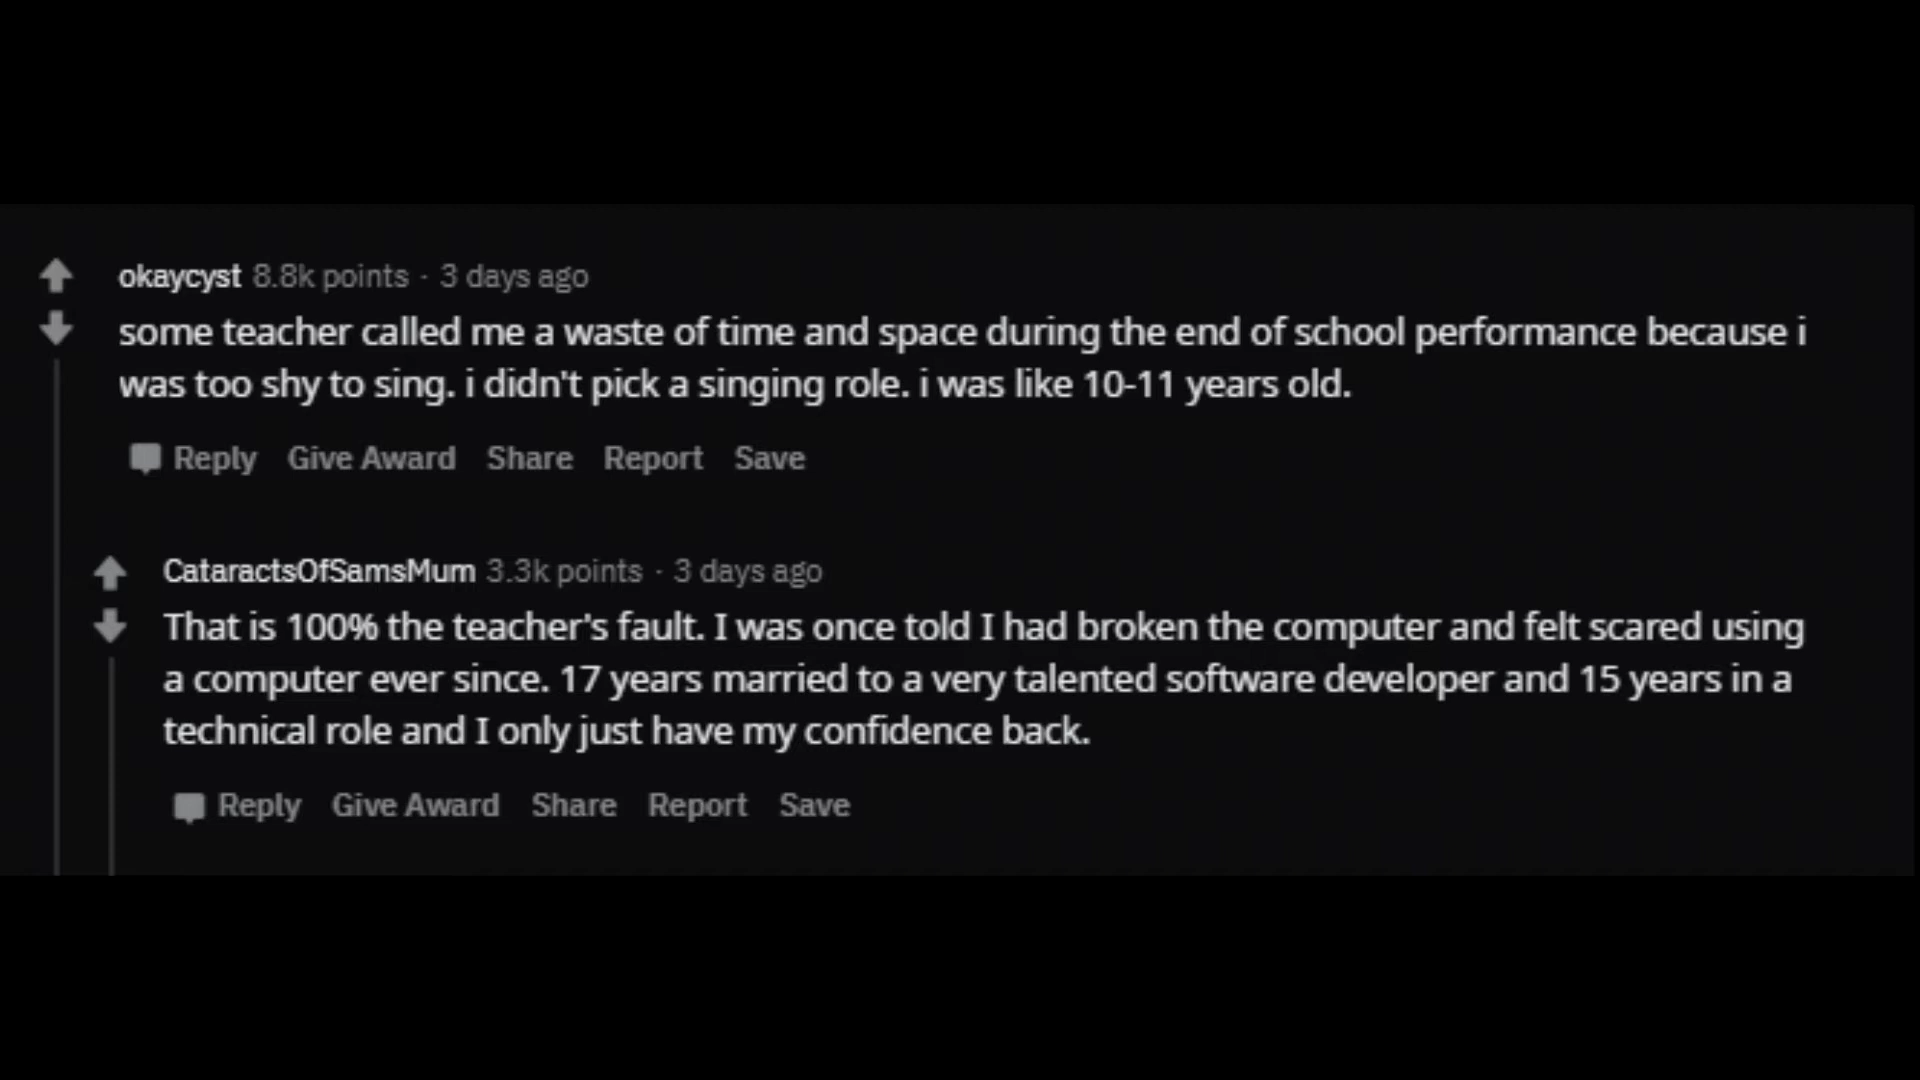 okaycyst 8.8k points · 3 days ago
some teacher called me a waste of time and space during the end of school performance because i
was too shy to sing. i didn't pick a singing role. i was like 10-11 years old.
Reply Give Award Share Report Save
CataractsOfSamsMum 3.3k points · 3 days ago
That is 100% the teacher's fault. I was once told I had broken the computer and felt scared using
a computer ever since. 17 years married to a very talented software developer and 15 years in a
technical role and I only just have my confidence back.
Reply Give Award Share Report Save